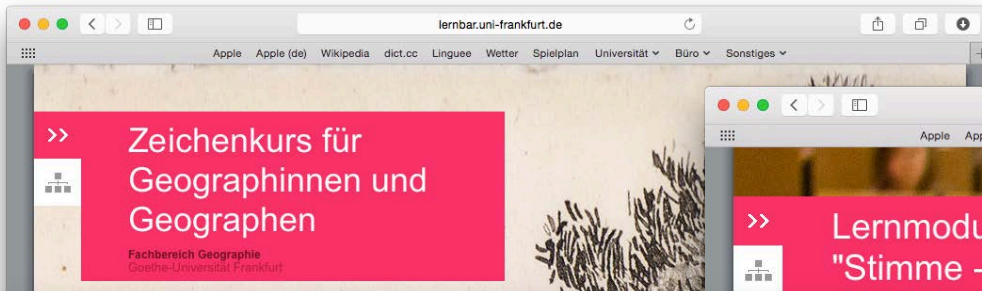 lernbar.uni-frankfurt.de
Apple Apple (de) Wikipedia dict.cc Linguee Wetter Spielplan Universität Büro Sonstiges
Zeichenkurs für
Geographinnen und
Geographen
Fachbereich Geographie
Goethe-Universität Frankfurt
Apple App
Lernmodu
"Stimme -